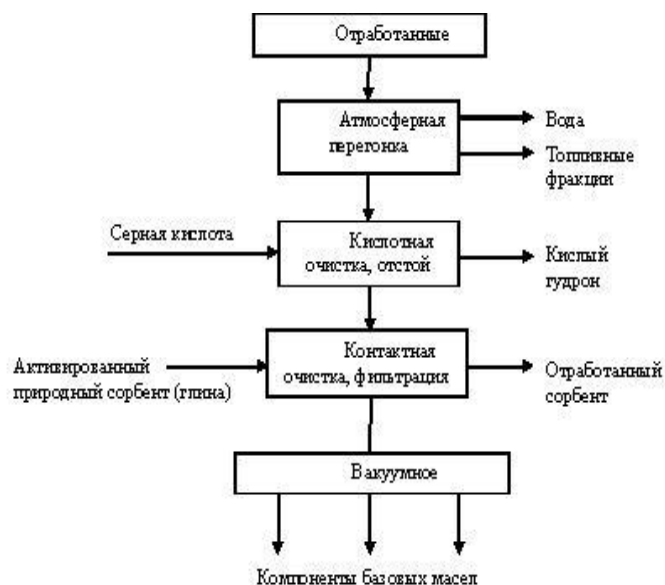 Отработанные
Атмосферная
перегонка
Вода
Топливные
фракции
Серная кислота
Кислотная
очистка, отстой
Кислый
гудрон
Активированный
природный сорбент (глина)
Контактная
очистка, фильтрация
Отработанный
сорбент
Вакуумное
Компоненты базовых масел